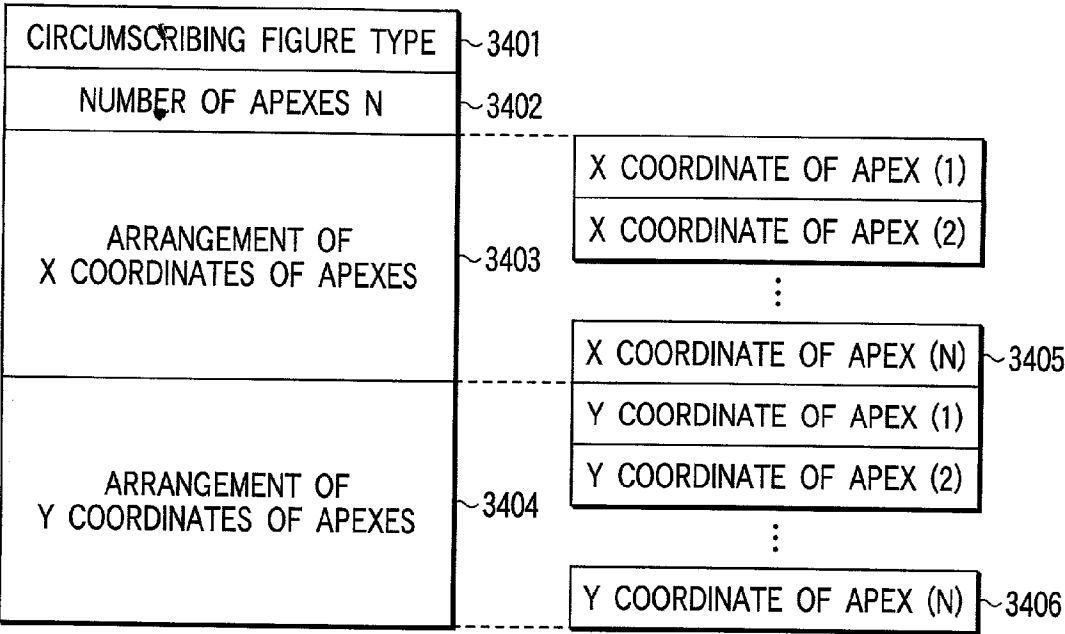 CIRCUMSCRIBING FIGURE TYPE 3401
NUMBER OF APEXES N 3402
ARRANGEMENT OF
X COORDINATES OF APEXES 3403
ARRANGEMENT OF
Y COORDINATES OF APEXES 3404
X COORDINATE OF APEX (1)
X COORDINATE OF APEX (2)
⋮
X COORDINATE OF APEX (N) 3405
Y COORDINATE OF APEX (1)
Y COORDINATE OF APEX (2)
⋮
Y COORDINATE OF APEX (N) 3406